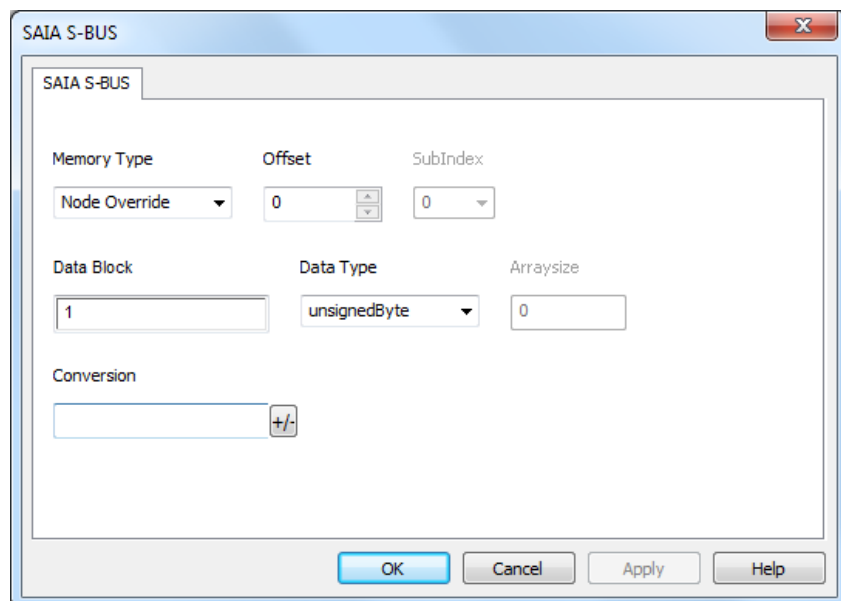 SAIA S-BUS
SAIA S-BUS
Memory Type Offset SubIndex
Node Override 0 0
Data Block Data Type Arraysize
1 unsignedByte 0
Conversion
+/-
OK Cancel Apply Help